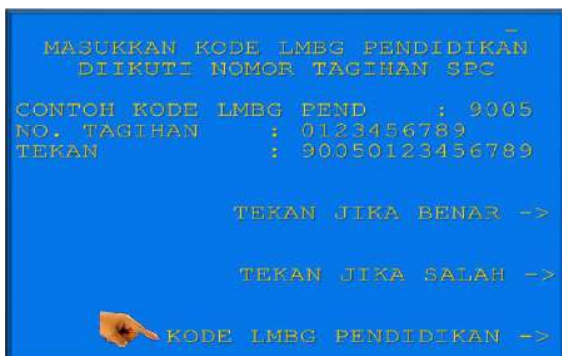 MASUKKAN KODE LMBG PENDIDIKAN
DIIKUTI NOMOR TAGIHAN SPC
CONTOH KODE LMBG PEND : 9005
NO. TAGIHAN : 0123456789
TEKAN : 90050123456789
TEKAN JIKA BENAR ->
TEKAN JIKA SALAH ->
KODE LMBG PENDIDIKAN ->